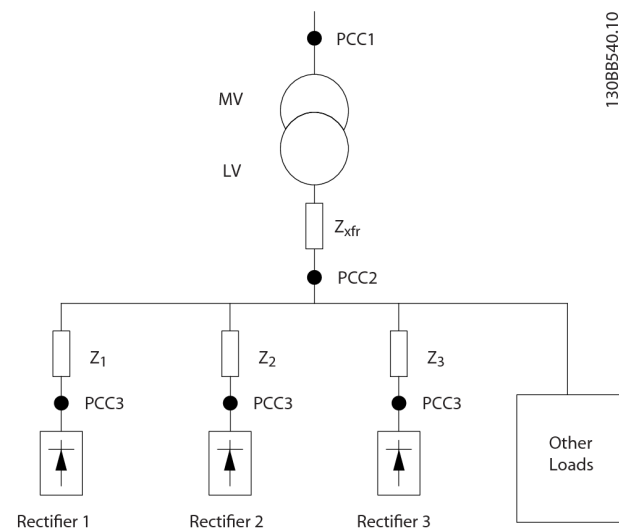 PCC1
130BB540.10
MV
LV
Zxfr
PCC2
Z1
Z2
Z3
PCC3
PCC3
PCC3
Other
Loads
Rectifier 1
Rectifier 2
Rectifier 3